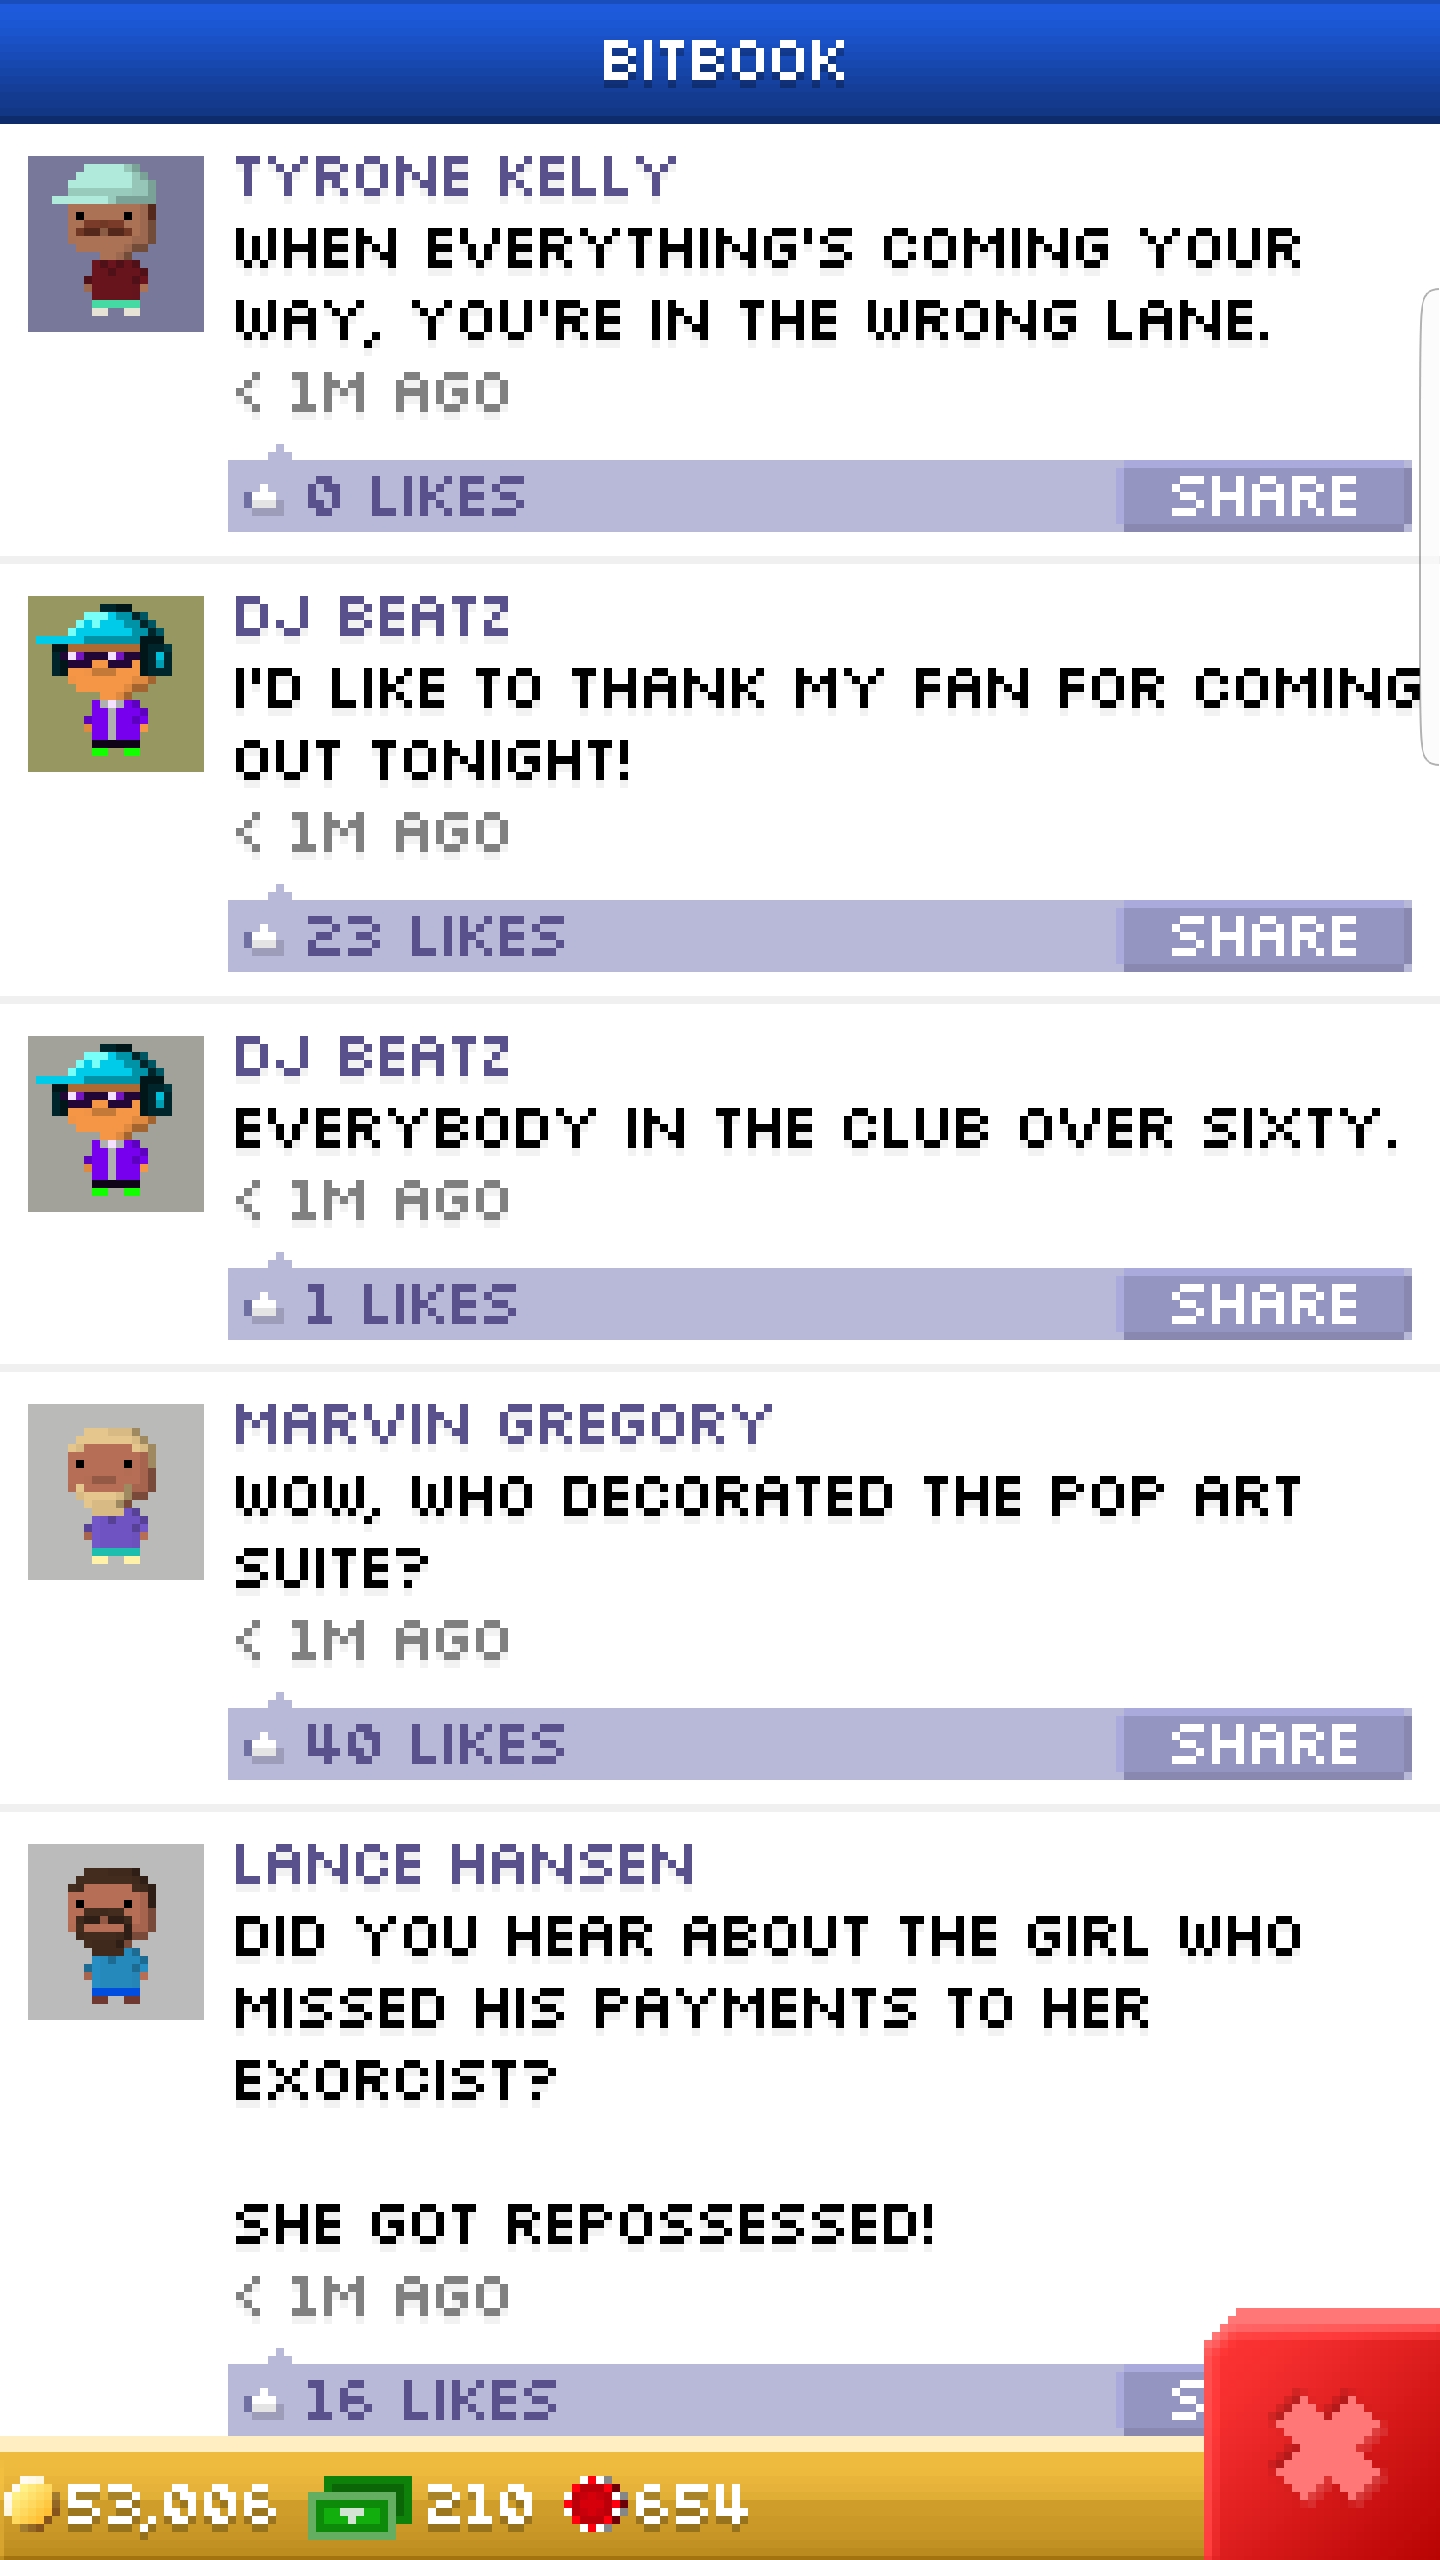 BITBOOK
TYRONE KELLY
WHEN EVERYTHING'S COMING YOUR
WAY, YOU'RE IN THE WRONG LANE.
< 1M AGO
0 LIKES
SHARE
DJ BEATZ
I'D LIKE TO THANK MY FAN FOR COMING
OUT TONIGHT!
< 1M AGO
23 LIKES
SHARE
DJ BEATZ
EVERYBODY IN THE CLUB OVER SIXTY.
< 1M AGO
1 LIKES
SHARE
MARVIN GREGORY
WOW, WHO DECORATED THE POP ART
SUITE?
< 1M AGO
40 LIKES
SHARE
LANCE HANSEN
DID YOU HEAR ABOUT THE GIRL WHO
MISSED HIS PAYMENTS TO HER
EXORCIST?
SHE GOT REPOSSESSED!
< 1M AGO
16 LIKES
53,006 210 654